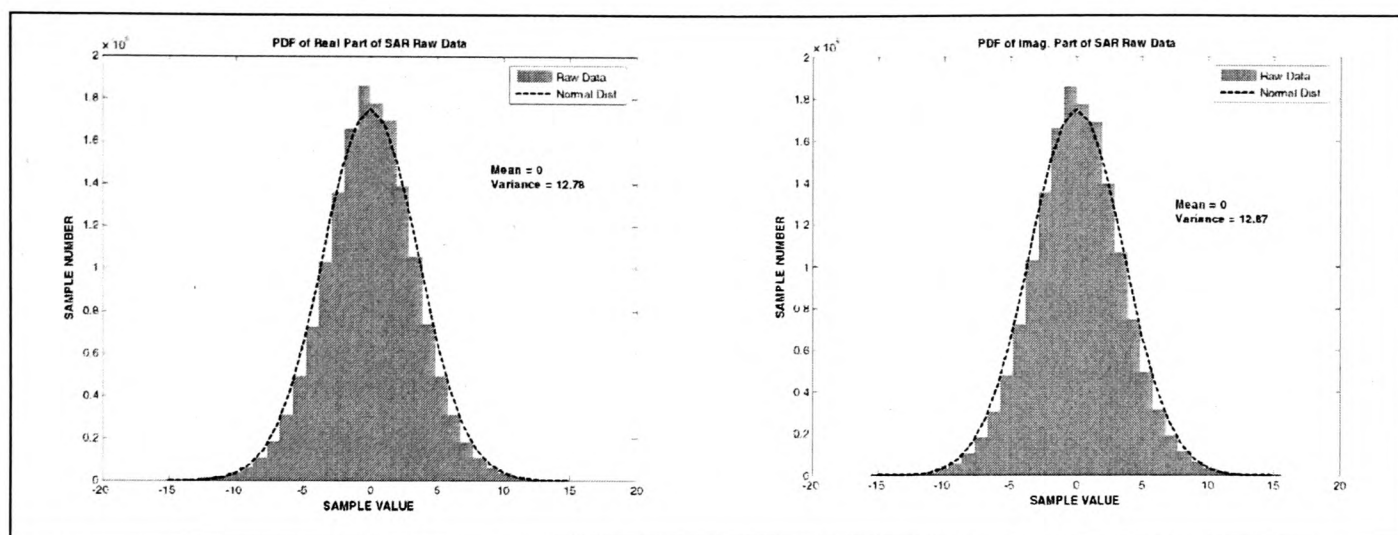 PDF of Real Part of SAR Raw Data
2
1.8
1.6
1.4
1.2
1
0.8
0.6
0.4
0.2
0
SAMPLE NUMBER
Raw Data
Normal Dist
Mean = 0
Variance = 12.78
-20 -15 -10 -5 0 5 10 15 20
SAMPLE VALUE
PDF of Imag. Part of SAR Raw Data
2
1.8
1.6
1.4
1.2
1
0.8
0.6
0.4
0.2
0
SAMPLE NUMBER
Raw Data
Normal Dist
Mean = 0
Variance = 12.87
-20 -15 -10 -5 0 5 10 15 20
SAMPLE VALUE